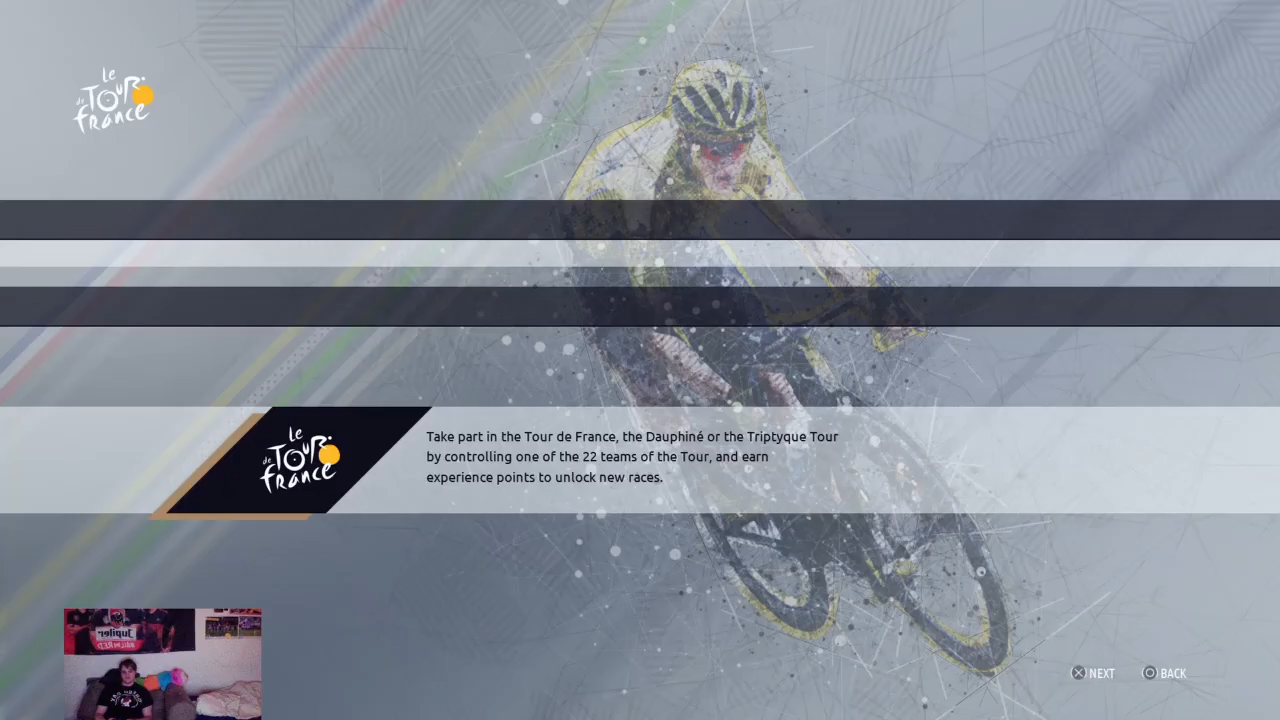 le
TOUR
de
france
le
TOUR
de
france
Take part in the Tour de France, the Dauphiné or the Triptyque Tour
by controlling one of the 22 teams of the Tour, and earn
experience points to unlock new races.
Jupiler
NEXT
BACK